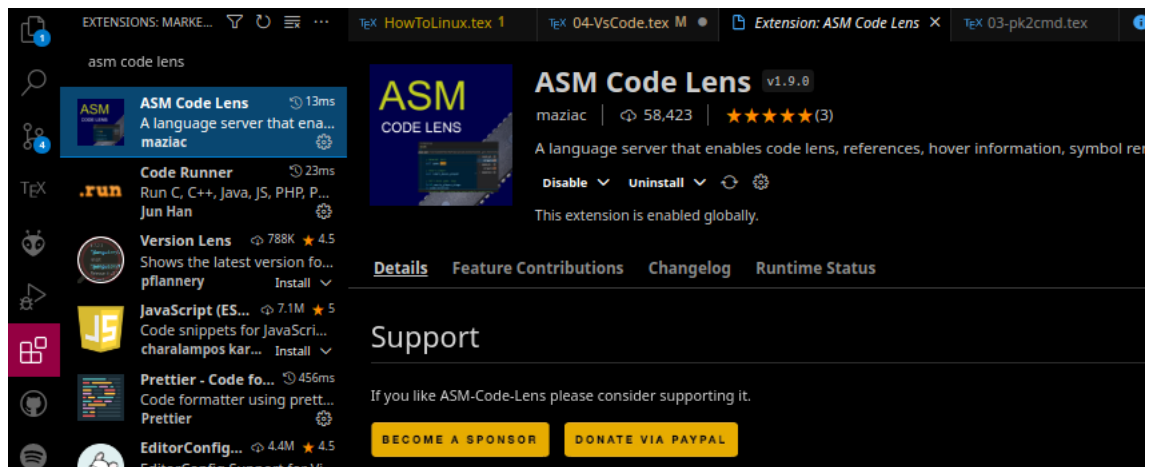 EXTENSIONS: MARKE...
HowToLinux.tex 1
04-VsCode.tex M
Extension: ASM Code Lens
03-pk2cmd.tex
1
asm code lens
4
TEX
ASM
CODE LENS
ASM Code Lens 13ms
A language server that ena...
maziac
.run
Code Runner 23ms
Run C, C++, Java, JS, PHP, P...
Jun Han
Version Lens 788K 4.5
Shows the latest version fo...
pflannery Install
JS
JavaScript (ES... 7.1M 5
Code snippets for JavaScri...
charalampos kar... Install
Prettier - Code fo... 456ms
Code formatter using prett...
Prettier
EditorConfig... 4.4M 4.5
ASM
CODE LENS
ASM Code Lens v1.9.0
maziac 58,423 (3)
A language server that enables code lens, references, hover information, symbol
Disable Uninstall
This extension is enabled globally.
Details Feature Contributions Changelog Runtime Status
Support
If you like ASM-Code-Lens please consider supporting it.
BECOME A SPONSOR DONATE VIA PAYPAL